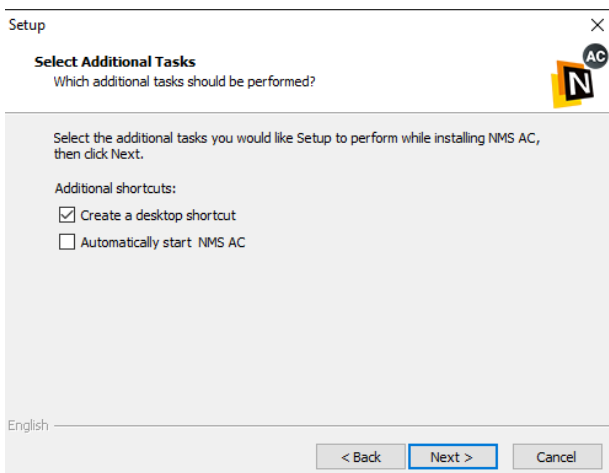 Setup
Select Additional Tasks
Which additional tasks should be performed?
AC
N
Select the additional tasks you would like Setup to perform while installing NMS AC,
then click Next.
Additional shortcuts:
Create a desktop shortcut
Automatically start NMS AC
English
< Back
Next >
Cancel